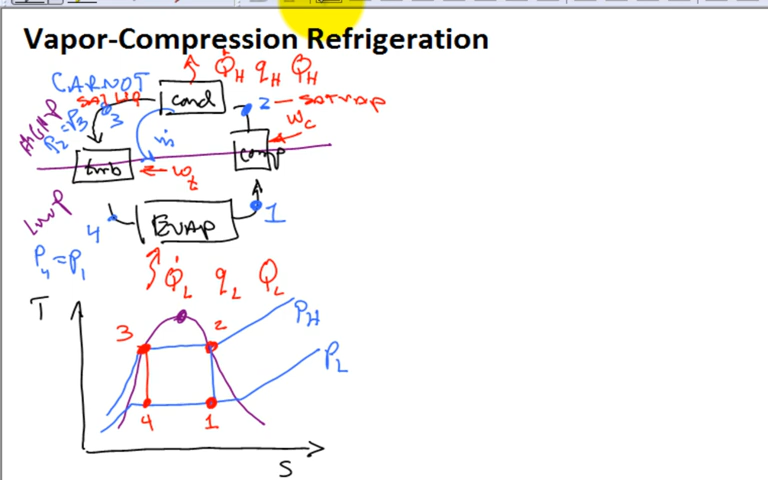 Vapor-Compression Refrigeration
CARNOT
Q̇H qH QH
SAT LIQ
cond
2 - SAT VAP
HIGH P
P2 = P3
3
ṁ
Wc
turb
Wt
comp
LOW P
4
EVAP
1
P4 = P1
Q̇L qL QL
T
PH
3
2
PL
4
1
S